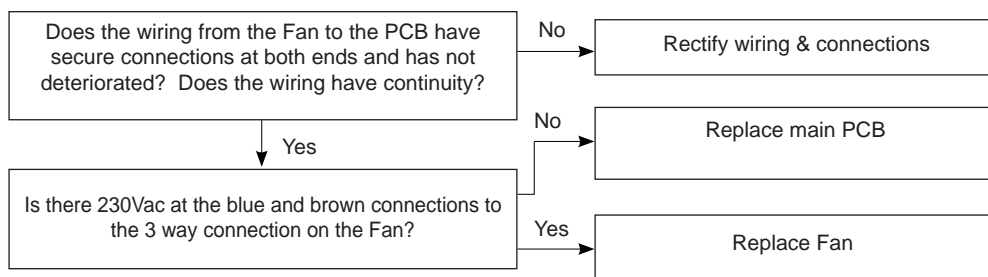 Does the wiring from the Fan to the PCB have
secure connections at both ends and has not
deteriorated?  Does the wiring have continuity?
No
Rectify wiring & connections
Yes
No
Replace main PCB
Is there 230Vac at the blue and brown connections to
the 3 way connection on the Fan?
Yes
Replace Fan